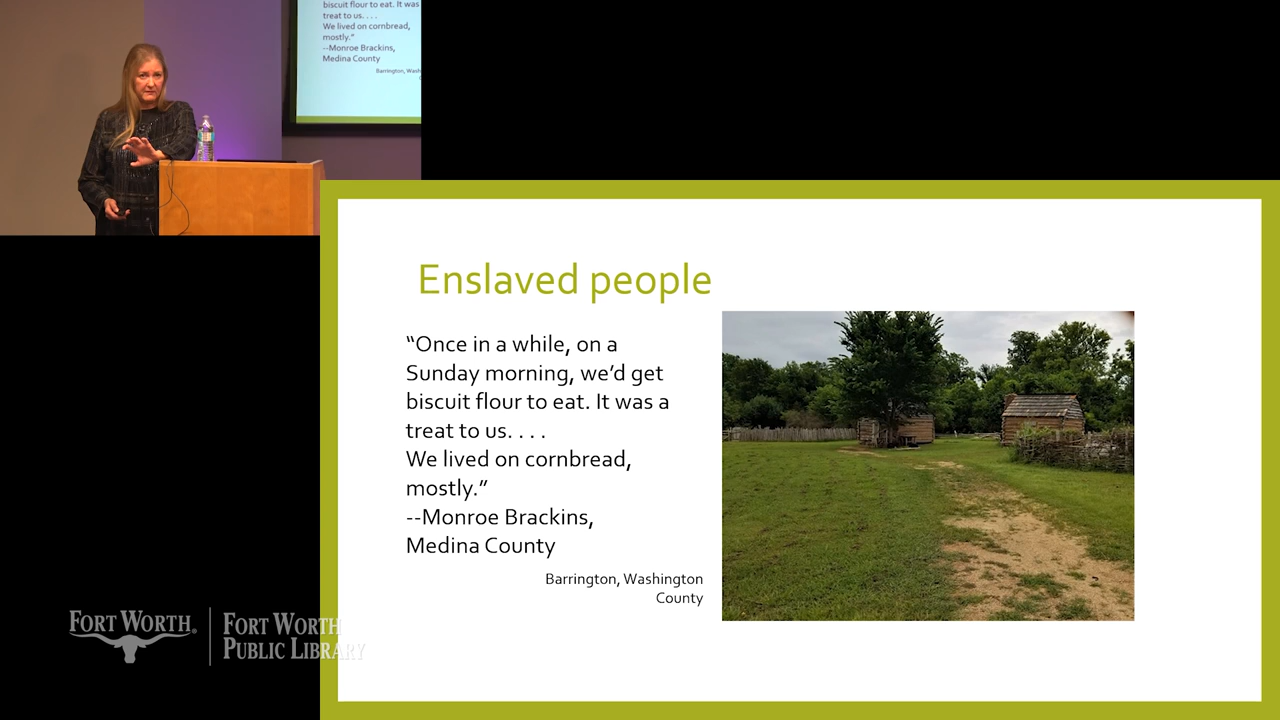 biscuit flour to eat. It was
treat to us. . . .
We lived on cornbread,
mostly.”
--Monroe Brackins,
Medina County
Barrington, Wash
Enslaved people
“Once in a while, on a
Sunday morning, we’d get
biscuit flour to eat. It was a
treat to us. . . .
We lived on cornbread,
mostly.”
--Monroe Brackins,
Medina County
Barrington, Washington
County
FORT WORTH®
FORT WORTH
PUBLIC LIBRARY